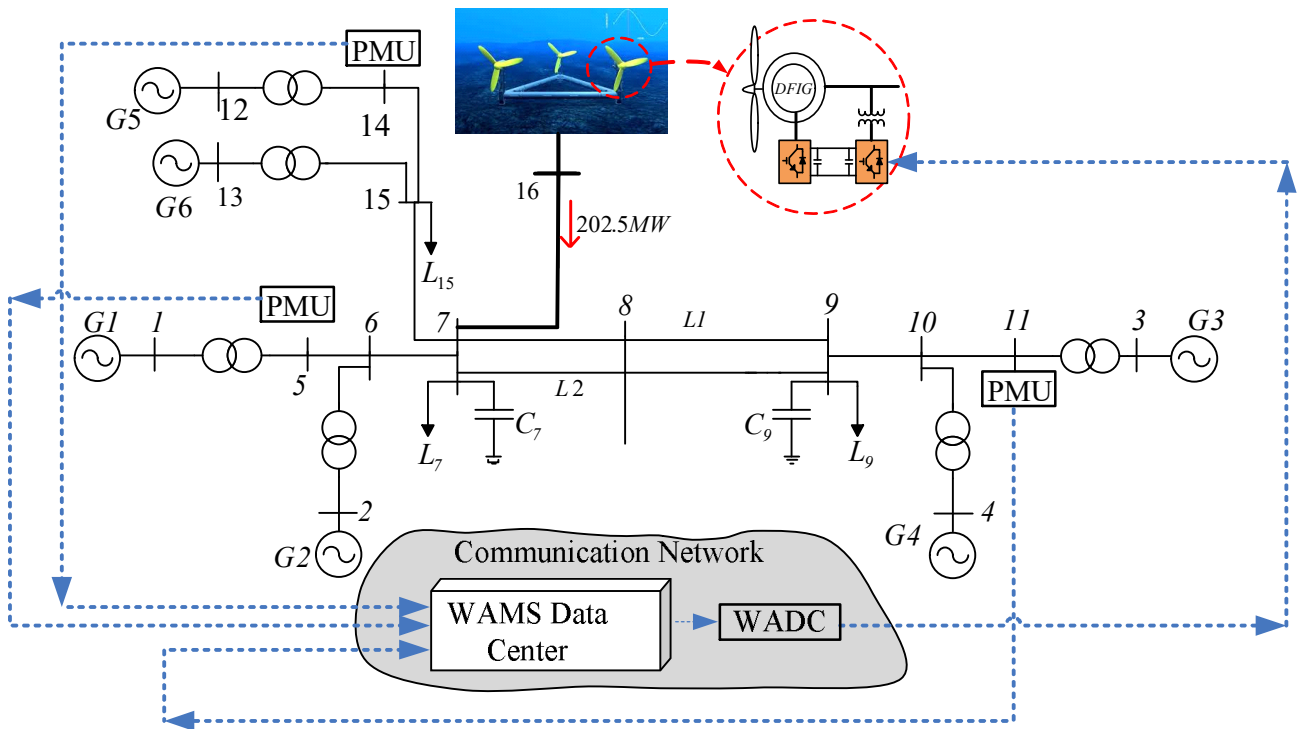 PMU
G5
12
14
DFIG
G6
13
15
16
202.5MW
L15
PMU
G1
1
5
6
7
8
9
10
11
3
G3
L1
L2
PMU
L7
C7
C9
L9
2
G2
4
G4
Communication Network
WAMS Data
Center
WADC